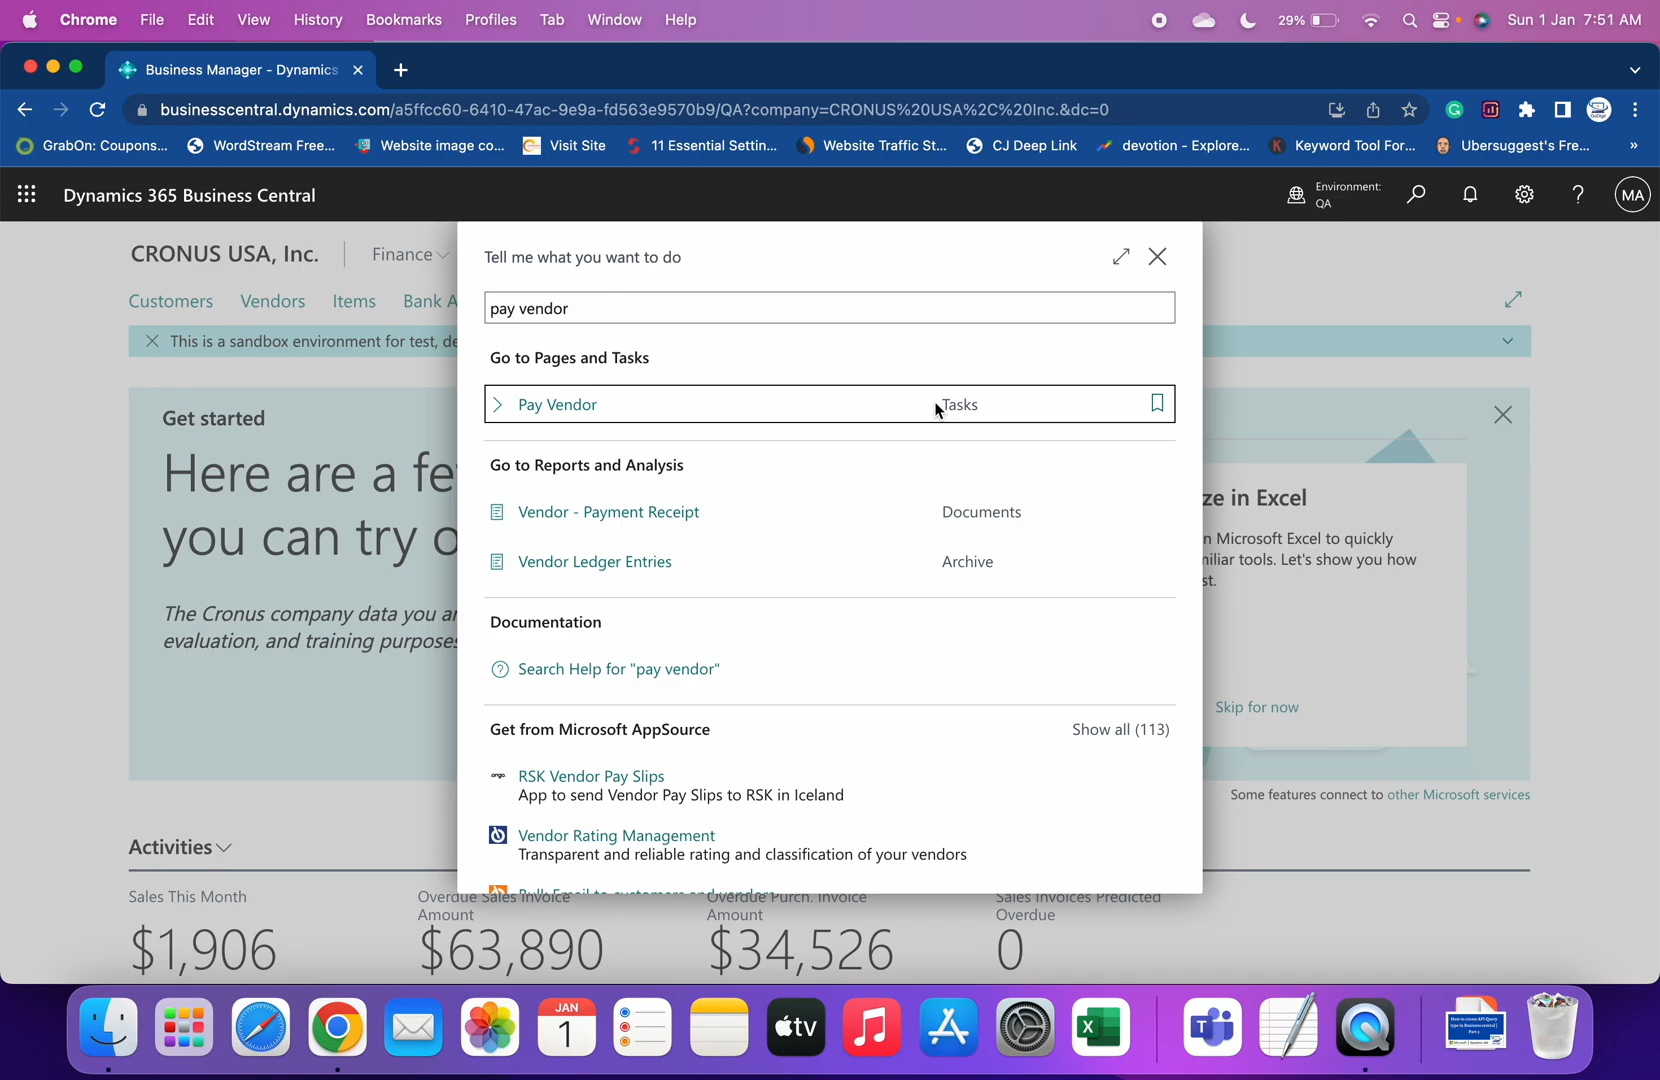 Chrome File Edit View History Bookmarks Profiles Tab Window Help 29% Sun 1 Jan 7:51 AM
Business Manager - Dynamics
businesscentral.dynamics.com/a5ffcc60-6410-47ac-9e9a-fd563e9570b9/QA?company=CRONUS%20USA%2C%20Inc.&dc=0
GrabOn: Coupons... WordStream Free... Website image co... Visit Site 11 Essential Settin... Website Traffic St... CJ Deep Link devotion - Explore... Keyword Tool For... Ubersuggest's Fre... »
Dynamics 365 Business Central Environment: QA MA
CRONUS USA, Inc. Finance
Customers Vendors Items Bank A
This is a sandbox environment for test, de
Get started
Here are a fe
you can try o
The Cronus company data you ar
evaluation, and training purposes
Tell me what you want to do
pay vendor
Go to Pages and Tasks
Pay Vendor Tasks
Go to Reports and Analysis
Vendor - Payment Receipt Documents
Vendor Ledger Entries Archive
Documentation
Search Help for "pay vendor"
Get from Microsoft AppSource Show all (113)
RSK Vendor Pay Slips
App to send Vendor Pay Slips to RSK in Iceland
Vendor Rating Management
Transparent and reliable rating and classification of your vendors
Bulk Email to customers and vendors
ze in Excel
n Microsoft Excel to quickly
niliar tools. Let's show you how
st.
Skip for now
Some features connect to other Microsoft services
Activities
Sales This Month
$1,906
Overdue Sales Invoice
Amount
$63,890
Overdue Purch. Invoice
Amount
$34,526
Sales Invoices Predicted
Overdue
0
JAN
1
tv